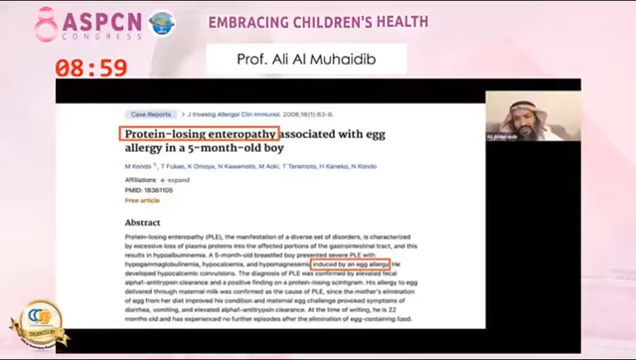 ASPCN
CONGRESS
EMBRACING CHILDREN'S HEALTH
Prof. Ali Al Muhaidib
08:59
Case Reports > J Investig Allergol Clin Immunol. 2008;18(1):63-6.
Protein-losing enteropathy associated with egg
allergy in a 5-month-old boy
M Kondo 1, T Fukao, K Omoya, N Kawamoto, M Aoki, T Teramoto, H Kaneko, N Kondo
Affiliations + expand
PMID: 18361105
Free article
Abstract
Protein-losing enteropathy (PLE), the manifestation of a diverse set of disorders, is characterized
by excessive loss of plasma proteins into the affected portions of the gastrointestinal tract, and this
results in hypoalbuminemia. A 5-month-old breastfed boy presented severe PLE with
hypogammaglobulinemia, hypocalcemia, and hypomagnesemia induced by an egg allergy. He
developed hypocalcemic convulsions. The diagnosis of PLE was confirmed by elevated fecal
alpha1-antitrypsin clearance and a positive finding on a protein-losing scintigram. His allergy to egg
delivered through maternal milk was confirmed as the cause of PLE, since the mother's elimination
of egg from her diet improved his condition and maternal egg challenge provoked symptoms of
diarrhea, vomiting, and elevated alpha1-antitrypsin clearance. At the time of writing, he is 22
months old and has experienced no further episodes after the elimination of egg-containing food.